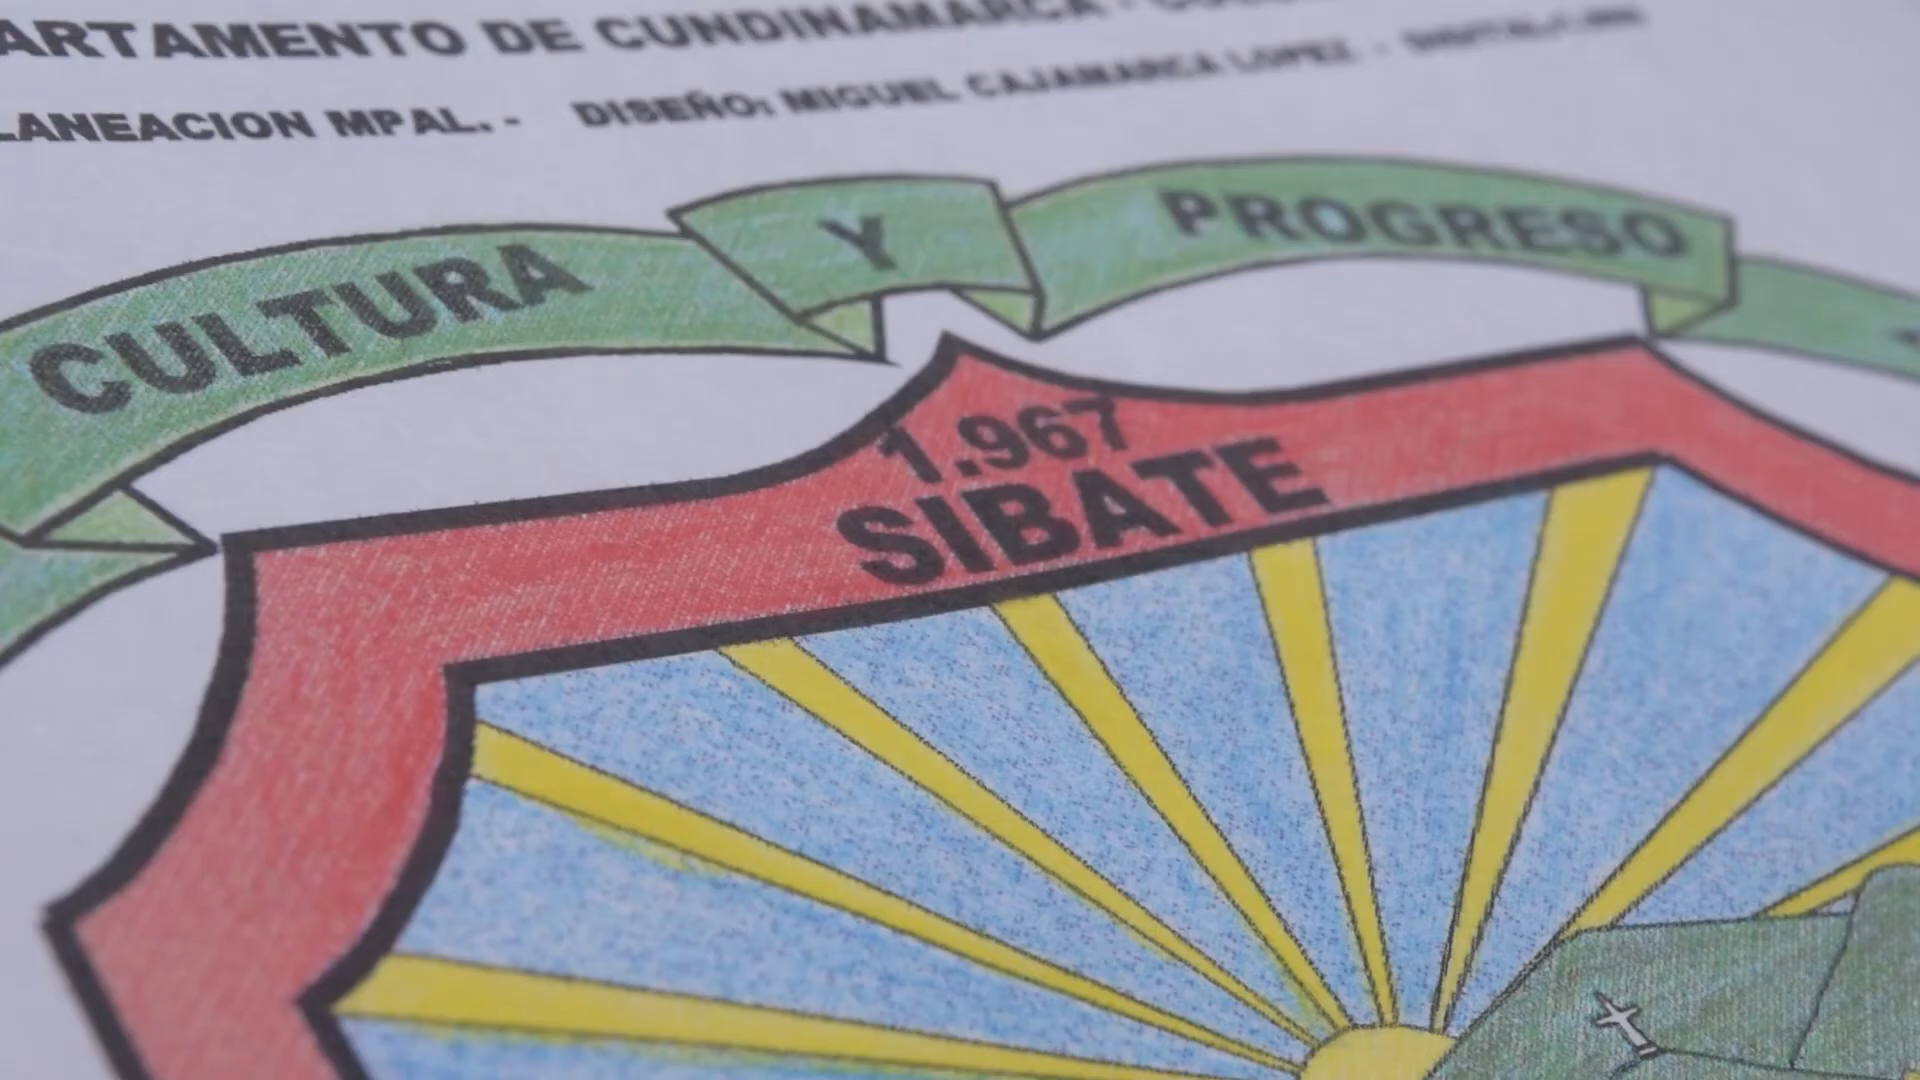 ARTAMENTO DE CUNDINAMARCA -
LANEACION MPAL. - DISEÑO: MIGUEL CAJAMARCA LOPEZ -
CULTURA Y PROGRESO
1.967
SIBATE